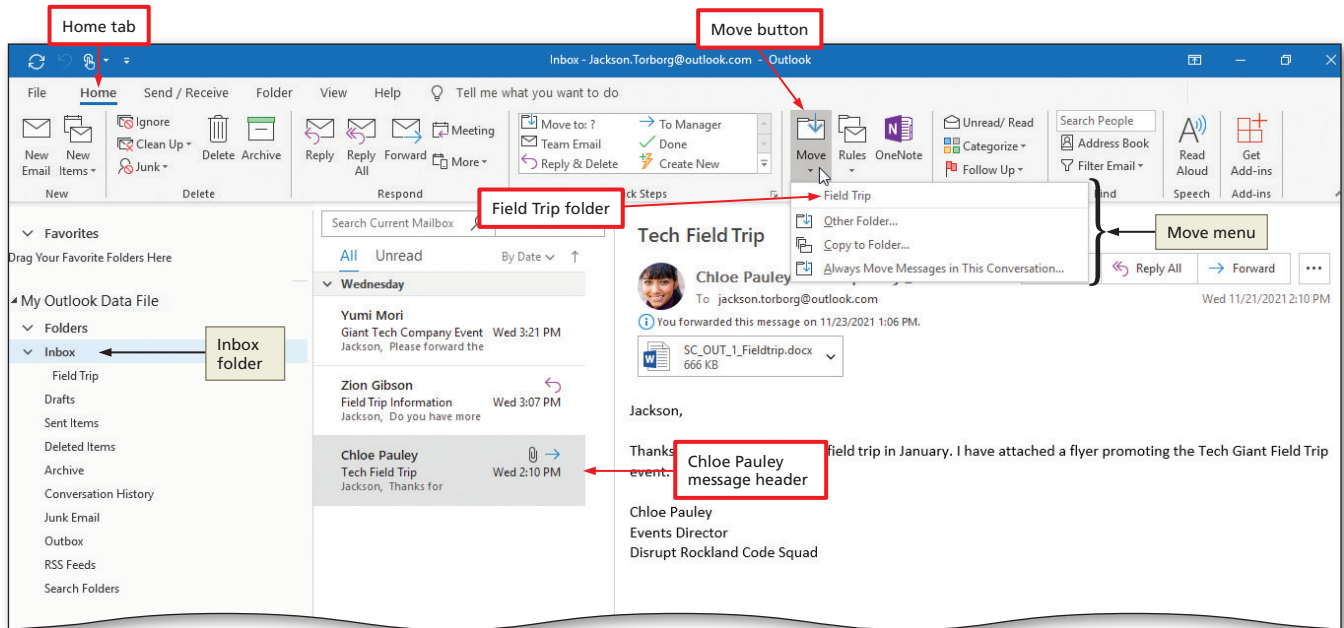 Home tab
Move button
Inbox - Jackson.Torborg@outlook.com - Outlook
File Home Send / Receive Folder View Help Tell me what you want to do
New Email
New Items
New
Ignore
Clean Up
Junk
Delete
Archive
Delete
Reply
Reply All
Forward
Meeting
More
Respond
Move to: ?
Team Email
Reply & Delete
To Manager
Done
Create New
ck Steps
Move
Rules
OneNote
Unread/ Read
Categorize
Follow Up
Search People
Address Book
Filter Email
ind
Read Aloud
Speech
Get Add-ins
Add-ins
Field Trip folder
Field Trip
Other Folder...
Copy to Folder...
Always Move Messages in This Conversation...
Move menu
Favorites
Drag Your Favorite Folders Here
My Outlook Data File
Folders
Inbox
Field Trip
Drafts
Sent Items
Deleted Items
Archive
Conversation History
Junk Email
Outbox
RSS Feeds
Search Folders
Inbox
folder
Search Current Mailbox
All Unread By Date
Wednesday
Yumi Mori
Giant Tech Company Event Wed 3:21 PM
Jackson, Please forward the
Zion Gibson
Field Trip Information Wed 3:07 PM
Jackson, Do you have more
Chloe Pauley
Tech Field Trip Wed 2:10 PM
Jackson, Thanks for
Chloe Pauley
message header
Tech Field Trip
Chloe Pauley
To jackson.torborg@outlook.com
Reply All Forward ...
Wed 11/21/2021 2:10 PM
You forwarded this message on 11/23/2021 1:06 PM.
SC_OUT_1_Fieldtrip.docx
666 KB
Jackson,
Thanks field trip in January. I have attached a flyer promoting the Tech Giant Field Trip
event.
Chloe Pauley
Events Director
Disrupt Rockland Code Squad